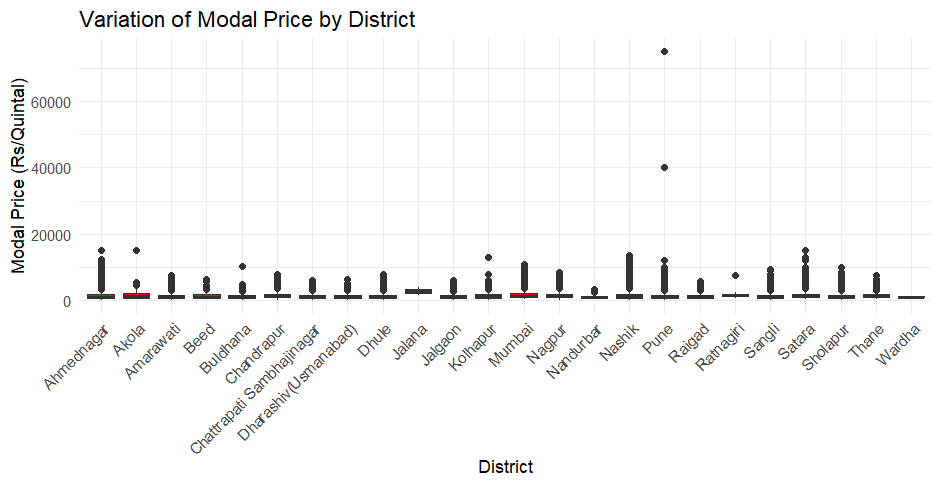 Variation of Modal Price by District
Modal Price (Rs/Quintal)
60000
40000
20000
0
Ahmednagar
Akola
Amarawati
Beed
Buldhana
Chandrapur
Chattrapati Sambhajinagar
Dharashiv(Usmanabad)
Dhule
Jalana
Jalgaon
Kolhapur
Mumbai
Nagpur
Nandurbar
Nashik
Pune
Raigad
Ratnagiri
Sangli
Satara
Sholapur
Thane
Wardha
District